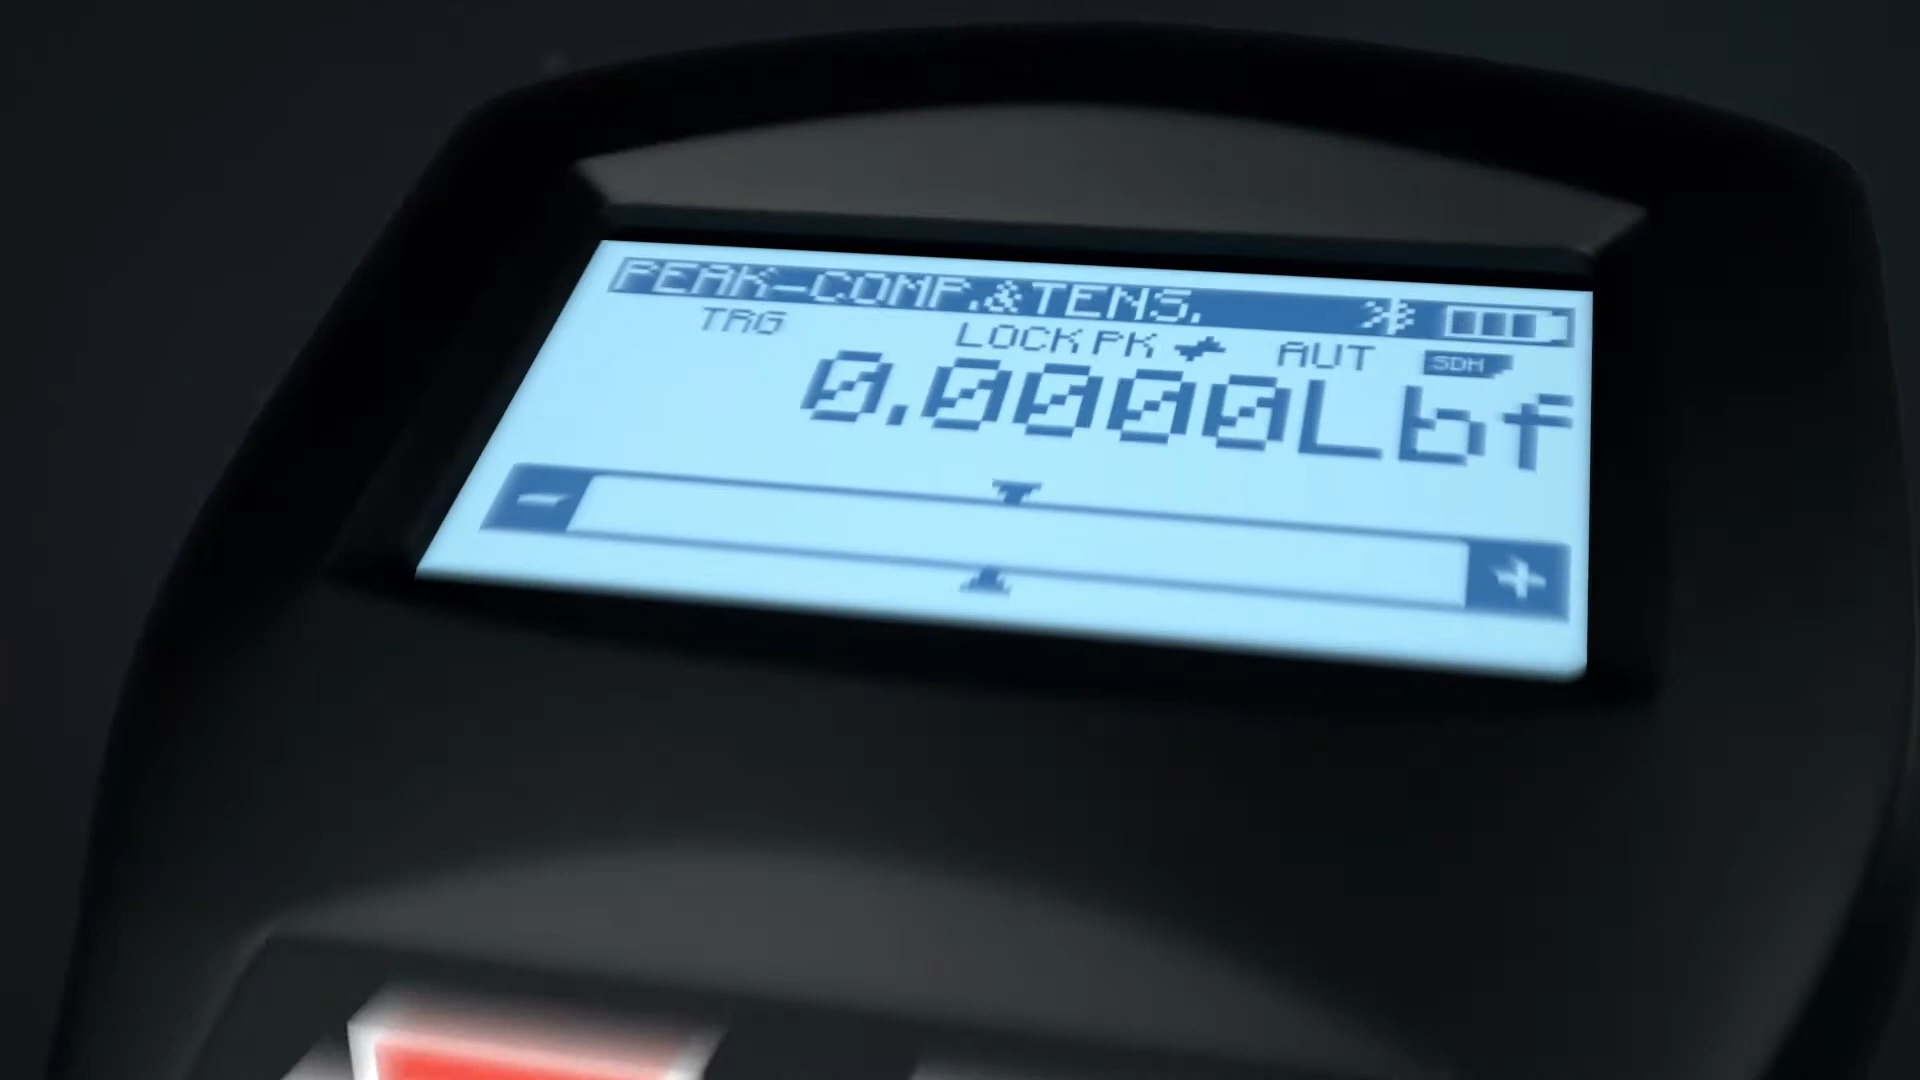 PEAK-COMP.&TENS.
TRG LOCK PK AUT SDM
0.0000Lbf
- +